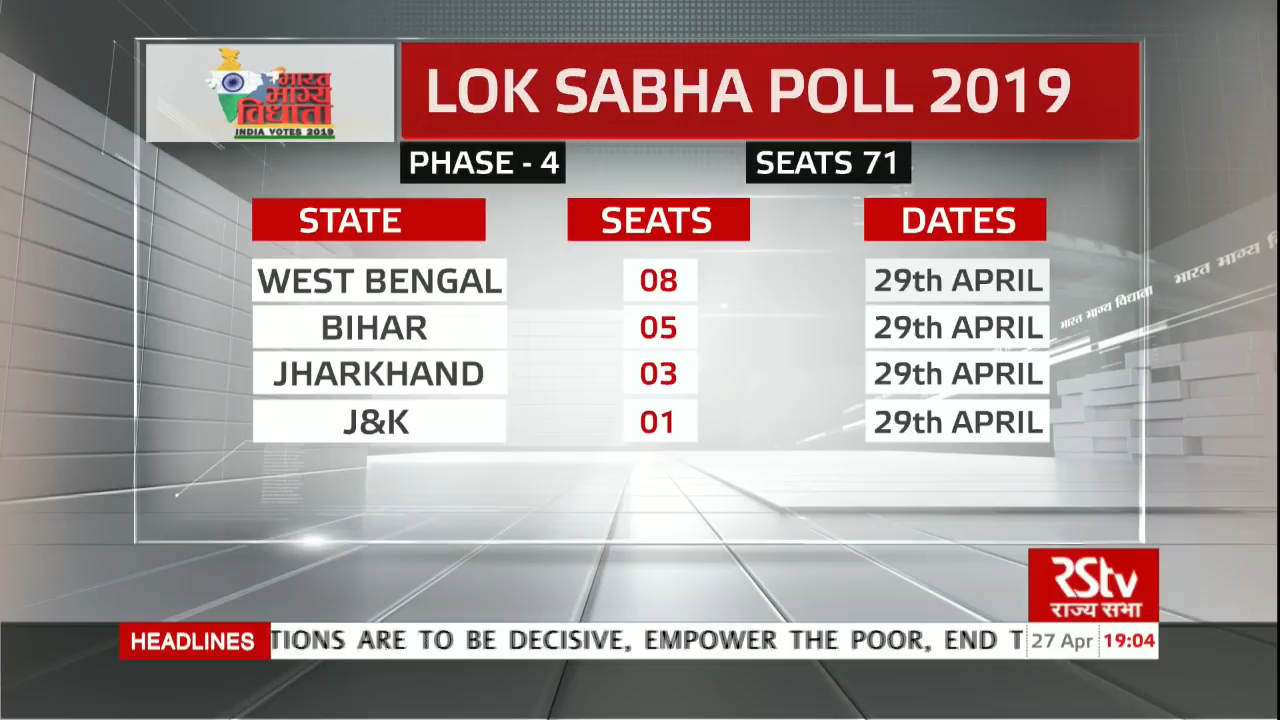 भारत
भाग्य
विधाता
INDIA VOTES 2019
LOK SABHA POLL 2019
PHASE - 4
SEATS 71
STATE SEATS DATES
WEST BENGAL 08 29th APRIL
BIHAR 05 29th APRIL
JHARKHAND 03 29th APRIL
J&K 01 29th APRIL
भारत भाग्य विधाता
भारत भाग्य वि
RStv
राज्य सभा
HEADLINES TIONS ARE TO BE DECISIVE, EMPOWER THE POOR, END T 27 Apr 19:04